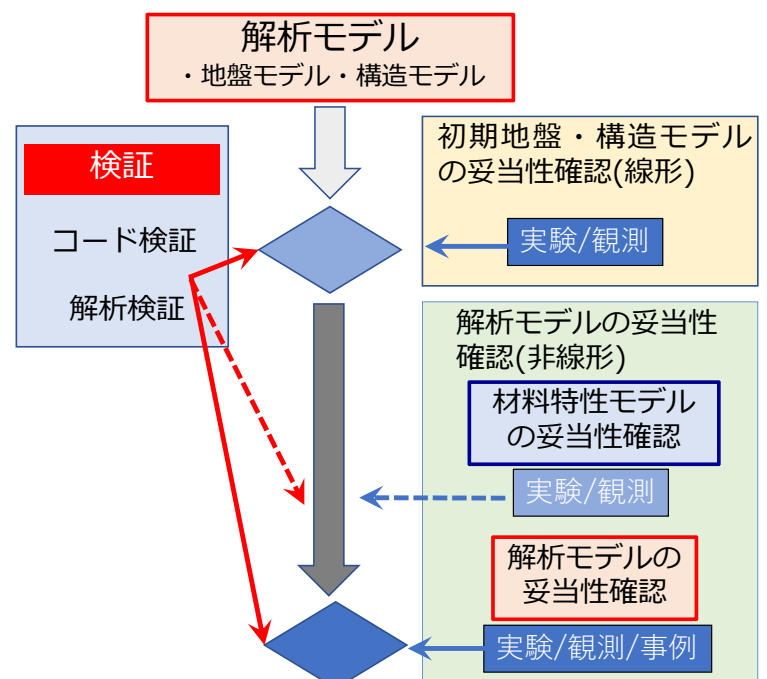 解析モデル
・地盤モデル・構造モデル
検証
コード検証
解析検証
初期地盤・構造モデル
の妥当性確認(線形)
実験/観測
解析モデルの妥当性
確認(非線形)
材料特性モデル
の妥当性確認
実験/観測
解析モデルの
妥当性確認
実験/観測/事例